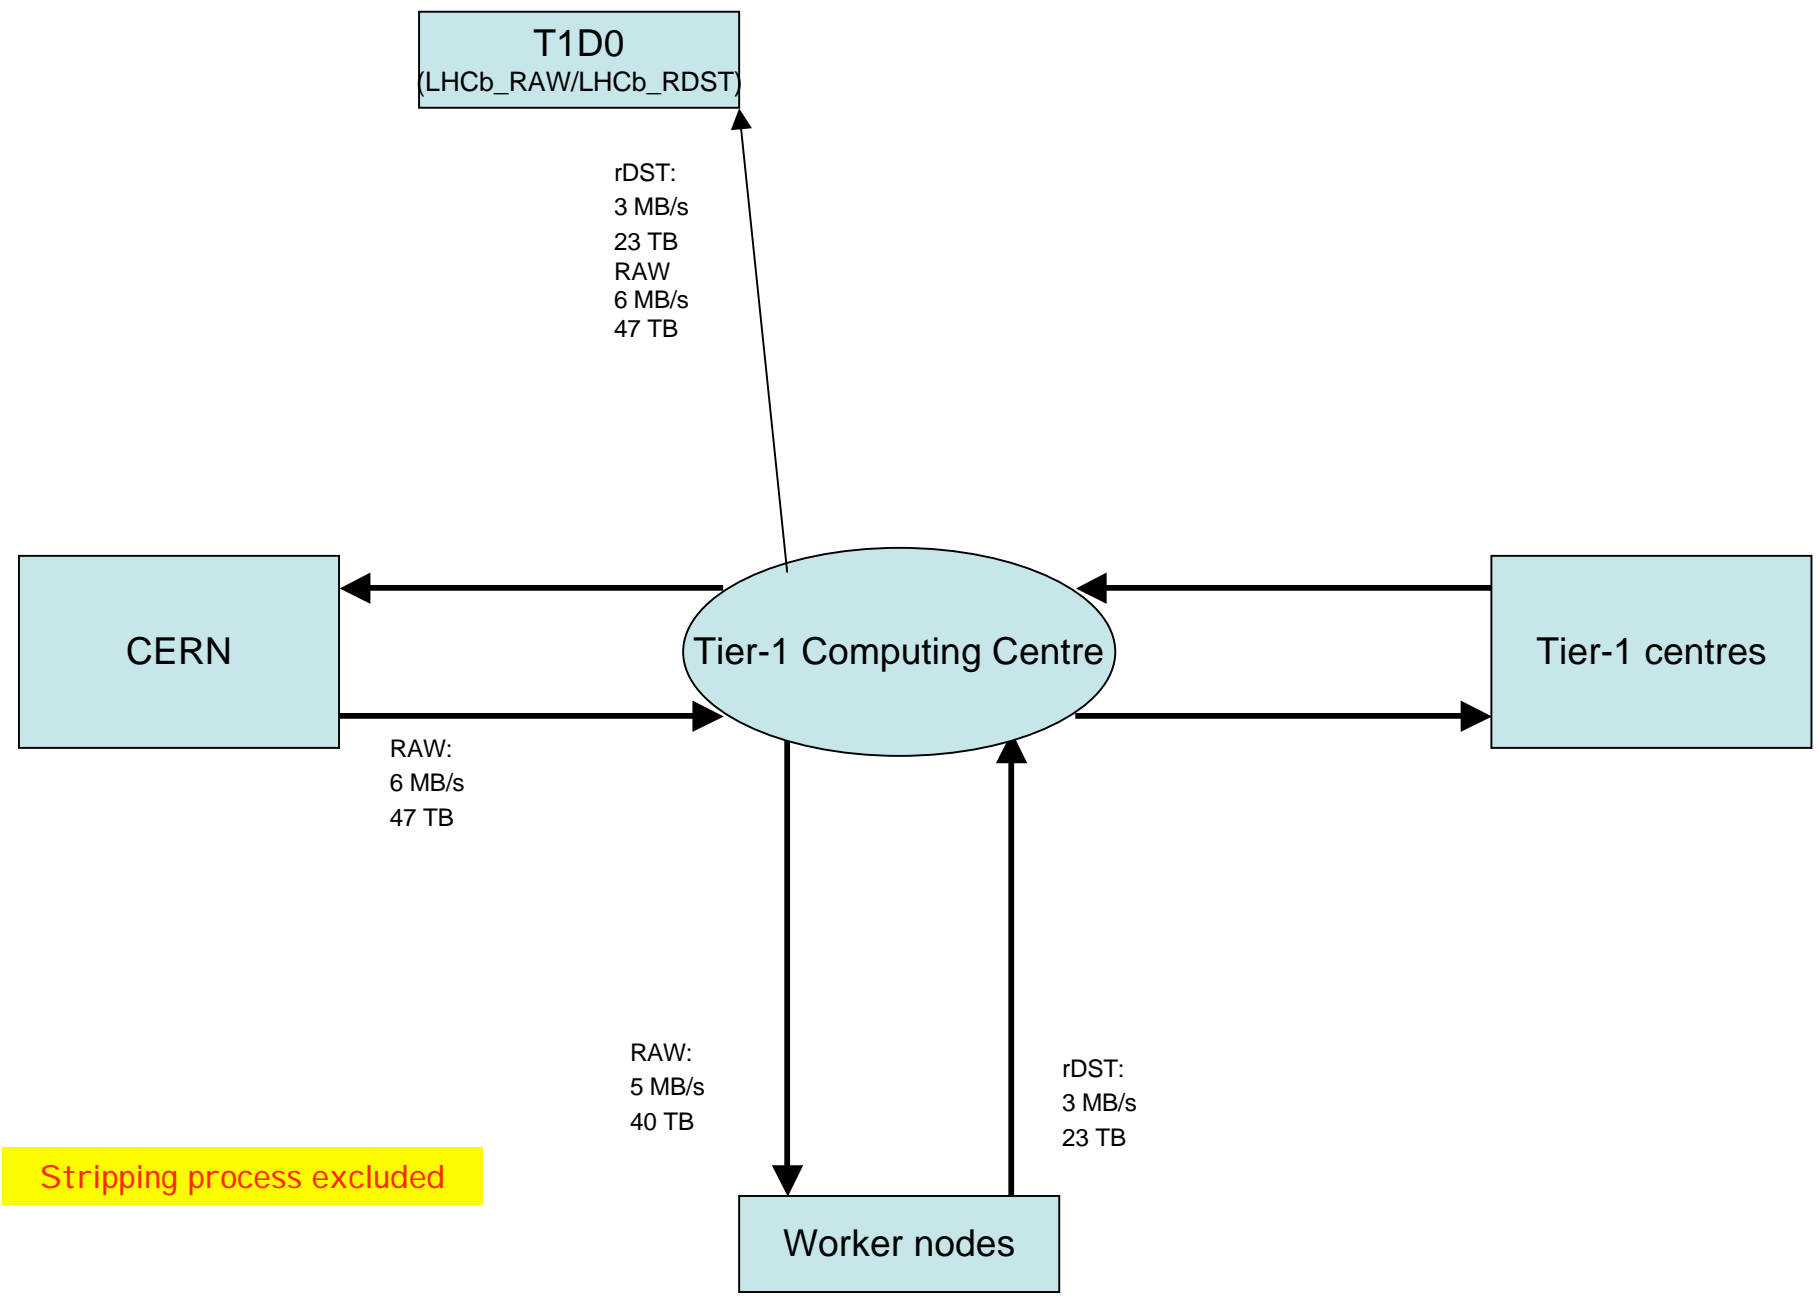 T1D0
(LHCb_RAW/LHCb_RDST)
rDST:
3 MB/s
23 TB
RAW
6 MB/s
47 TB
CERN
Tier-1 Computing Centre
Tier-1 centres
RAW:
6 MB/s
47 TB
RAW:
5 MB/s
40 TB
rDST:
3 MB/s
23 TB
Stripping process excluded
Worker nodes